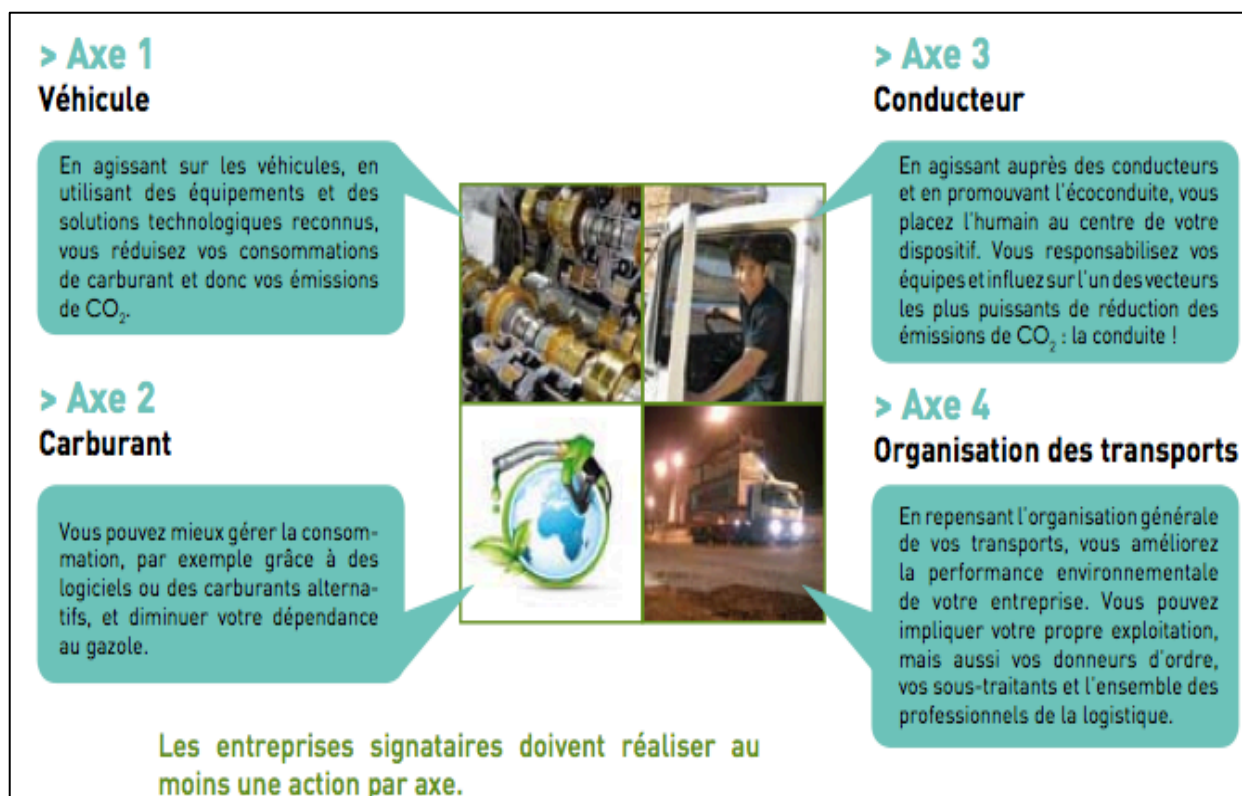 > Axe 1
Véhicule
En agissant sur les véhicules, en
utilisant des équipements et des
solutions technologiques reconnus,
vous réduisez vos consommations
de carburant et donc vos émissions
de CO₂.
> Axe 2
Carburant
Vous pouvez mieux gérer la consom-
mation, par exemple grâce à des
logiciels ou des carburants alterna-
tifs, et diminuer votre dépendance
au gazole.
> Axe 3
Conducteur
En agissant auprès des conducteurs
et en promouvant l'écoconduite, vous
placez l'humain au centre de votre
dispositif. Vous responsabilisez vos
équipes et influez sur l'un des vecteurs
les plus puissants de réduction des
émissions de CO₂ : la conduite !
> Axe 4
Organisation des transports
En repensant l'organisation générale
de vos transports, vous améliorez
la performance environnementale
de votre entreprise. Vous pouvez
impliquer votre propre exploitation,
mais aussi vos donneurs d'ordre,
vos sous-traitants et l'ensemble des
professionnels de la logistique.
Les entreprises signataires doivent réaliser au
moins une action par axe.